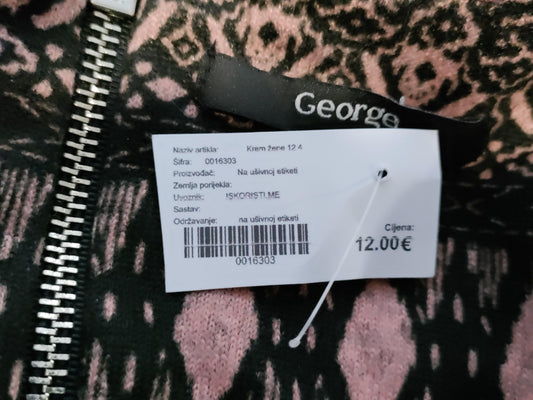 George
Naziv artikla: Krem žene 12.4
Šifra: 0016303
Proizvođač: Na ušivnoj etiketi
Zemlja porijekla:
Uvoznik: ISKORISTI.ME
Sastav:
Održavanje: na ušivnoj etiketi
0016303
Cijena:
12.00€